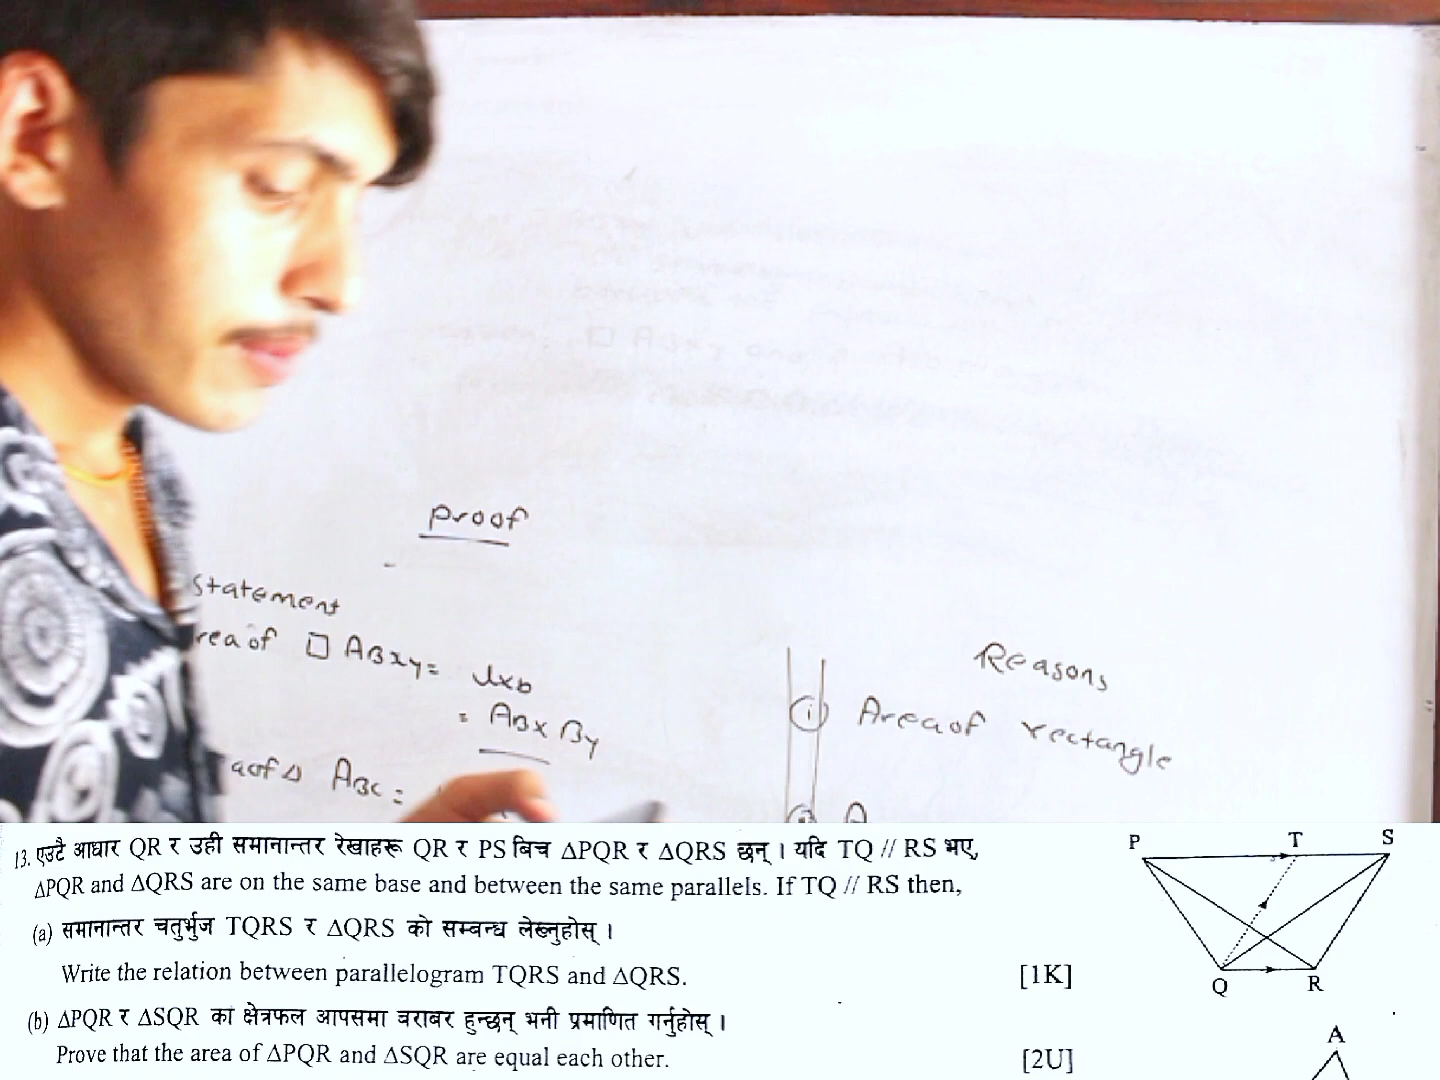 Proof
Statement
rea of □ ABxy = lxb
= ABx By
Reasons
(i) Area of rectangle
a of Δ ABC =
13. एउटै आधार QR र उही समानान्तर रेखाहरू QR र PS बिच ΔPQR र ΔQRS छन् । यदि TQ // RS भए,
ΔPQR and ΔQRS are on the same base and between the same parallels. If TQ // RS then,
(a) समानान्तर चतुर्भुज TQRS र ΔQRS को सम्बन्ध लेख्नुहोस् ।
Write the relation between parallelogram TQRS and ΔQRS. [1K]
(b) ΔPQR र ΔSQR का क्षेत्रफल आपसमा बराबर हुन्छन् भनी प्रमाणित गर्नुहोस् ।
Prove that the area of ΔPQR and ΔSQR are equal each other. [2U]
P T S
Q R
A